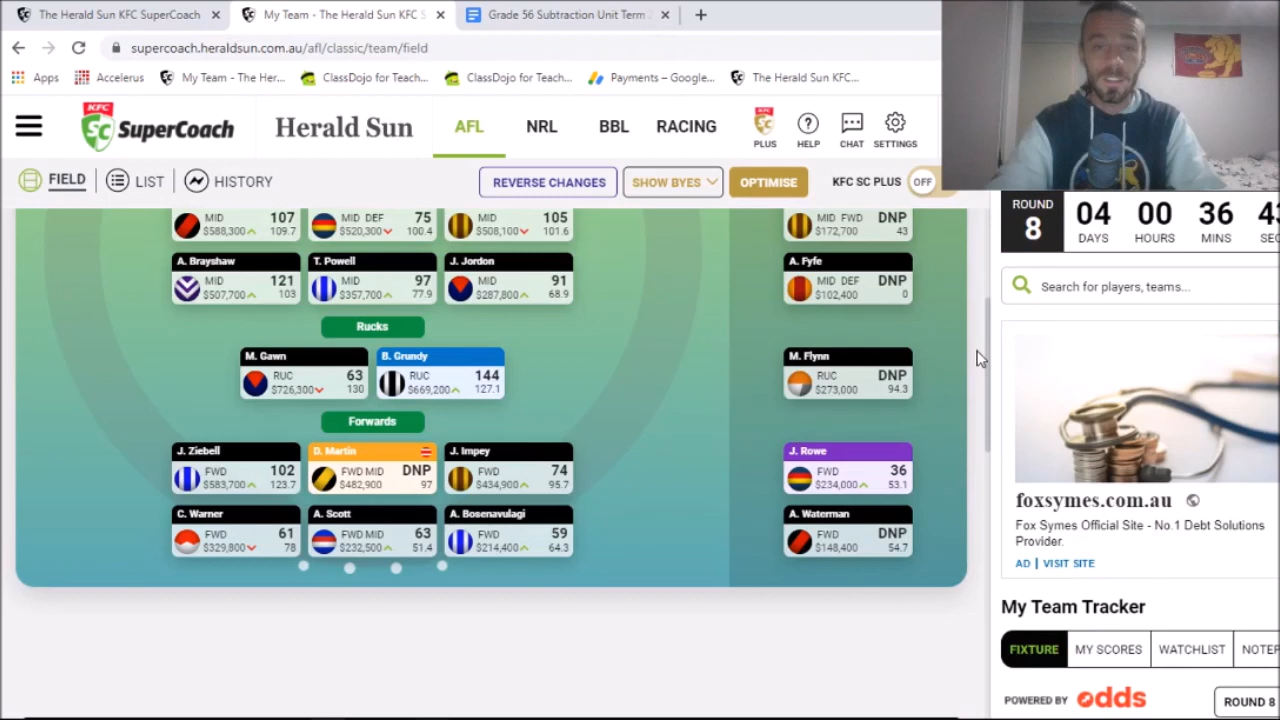 The Herald Sun KFC SuperCoach
My Team - The Herald Sun KFC S
Grade 56 Subtraction Unit Term
supercoach.heraldsun.com.au/afl/classic/team/field
Apps
Accelerus
My Team - The Her...
ClassDojo for Teach...
ClassDojo for Teach...
Payments – Google...
The Herald Sun KFC...
KFC
SC
SuperCoach
Herald Sun
AFL
NRL
BBL
RACING
PLUS
HELP
CHAT
SETTINGS
FIELD
LIST
HISTORY
REVERSE CHANGES
SHOW BYES
OPTIMISE
KFC SC PLUS
OFF
MID 107
$588,300 109.7
MID DEF 75
$520,300 100.4
MID 105
$508,100 101.6
MID FWD DNP
$172,700 43
A. Brayshaw
MID 121
$507,700 103
T. Powell
MID 97
$357,700 77.9
J. Jordon
MID 91
$287,800 68.9
A. Fyfe
MID DEF DNP
$102,400 0
Rucks
M. Gawn
RUC 63
$726,300 130
B. Grundy
RUC 144
$669,200 127.1
M. Flynn
RUC DNP
$273,000 94.3
Forwards
J. Ziebell
FWD 102
$583,700 123.7
D. Martin
FWD MID DNP
$482,900 97
J. Impey
FWD 74
$434,900 95.7
J. Rowe
FWD 36
$234,000 53.1
C. Warner
FWD 61
$329,800 78
A. Scott
FWD MID 63
$232,500 51.4
A. Bosenavulagi
FWD 59
$214,400 64.3
A. Waterman
FWD DNP
$148,400 54.7
ROUND
8
04
DAYS
00
HOURS
36
MINS
SEC
Search for players, teams...
foxsymes.com.au
Fox Symes Official Site - No.1 Debt Solutions
Provider.
AD | VISIT SITE
My Team Tracker
FIXTURE
MY SCORES
WATCHLIST
NOTEP
POWERED BY odds
ROUND 8